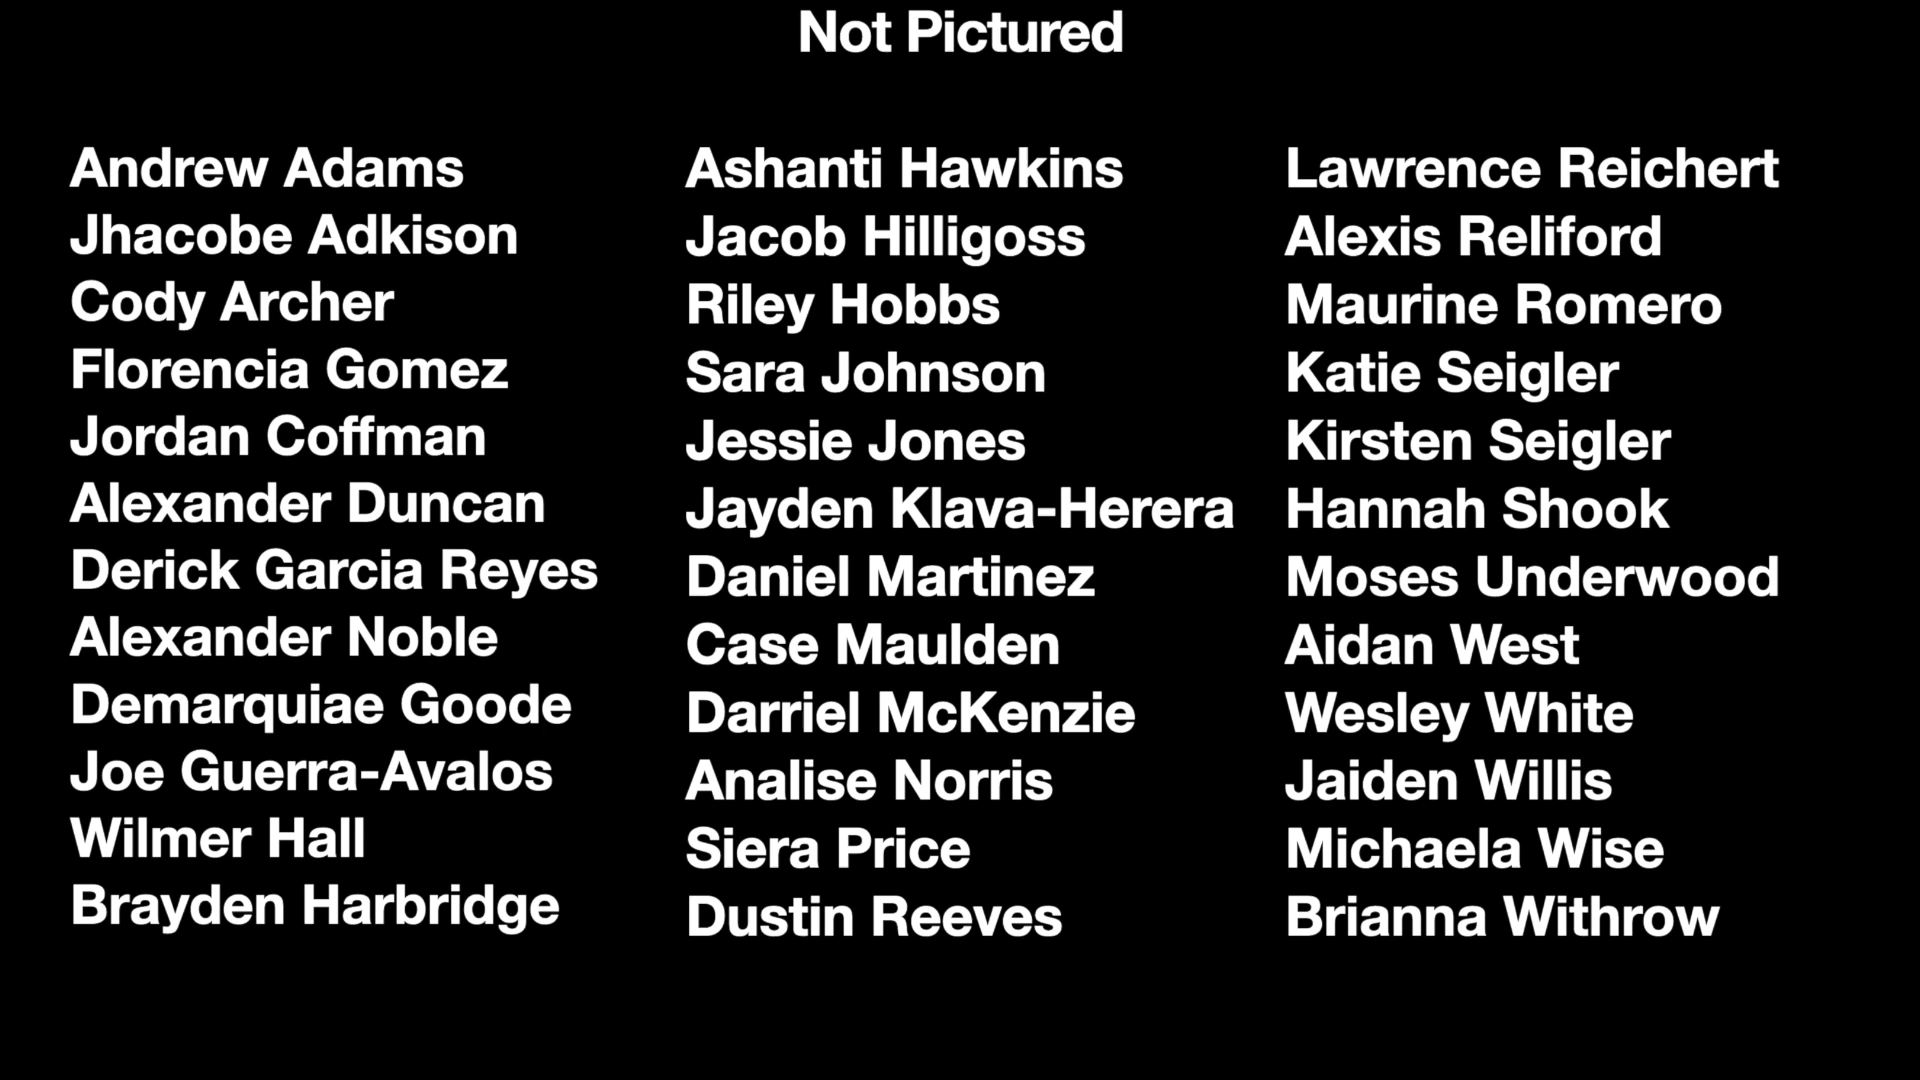 Not Pictured
Andrew Adams
Jhacobe Adkison
Cody Archer
Florencia Gomez
Jordan Coffman
Alexander Duncan
Derick Garcia Reyes
Alexander Noble
Demarquiae Goode
Joe Guerra-Avalos
Wilmer Hall
Brayden Harbridge
Ashanti Hawkins
Jacob Hilligoss
Riley Hobbs
Sara Johnson
Jessie Jones
Jayden Klava-Herera
Daniel Martinez
Case Maulden
Darriel McKenzie
Analise Norris
Siera Price
Dustin Reeves
Lawrence Reichert
Alexis Reliford
Maurine Romero
Katie Seigler
Kirsten Seigler
Hannah Shook
Moses Underwood
Aidan West
Wesley White
Jaiden Willis
Michaela Wise
Brianna Withrow